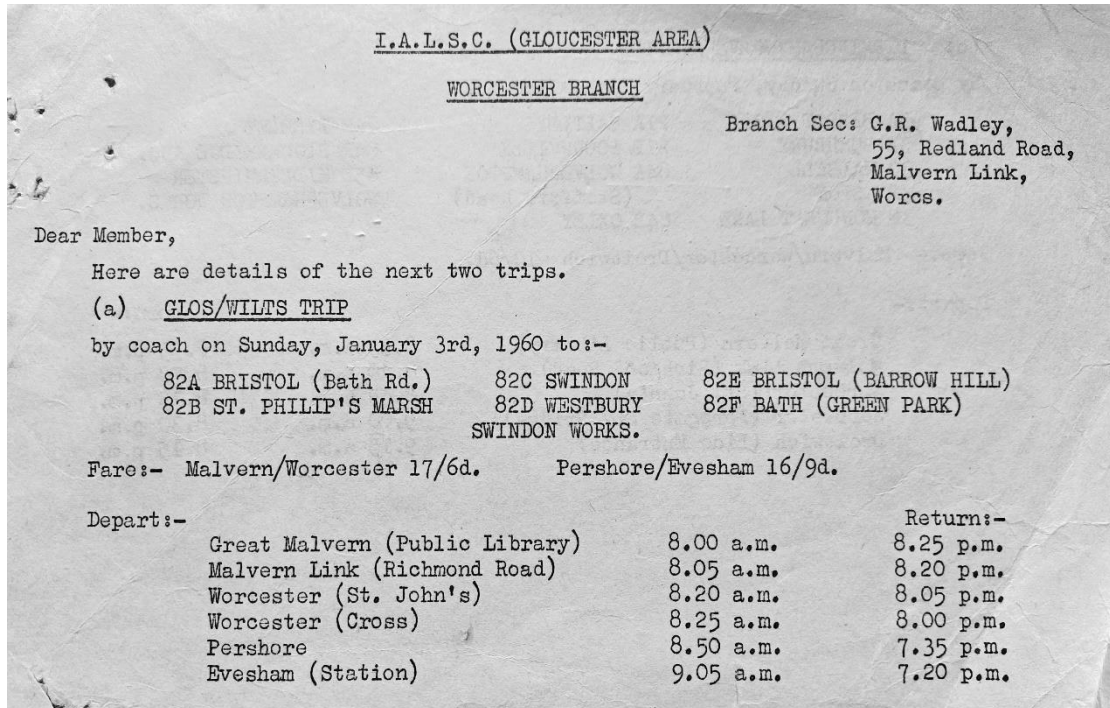 I.A.L.S.C. (GLOUCESTER AREA)
WORCESTER BRANCH
Branch Sec: G.R. Wadley,
55, Redland Road,
Malvern Link,
Worcs.
Dear Member,
Here are details of the next two trips.
(a) GLOS/WILTS TRIP
by coach on Sunday, January 3rd, 1960 to:-
82A BRISTOL (Bath Rd.) 82C SWINDON 82E BRISTOL (BARROW HILL)
82B ST. PHILIP'S MARSH 82D WESTBURY 82F BATH (GREEN PARK)
SWINDON WORKS.
Fare:- Malvern/Worcester 17/6d. Pershore/Evesham 16/9d.
Depart:- Return:-
Great Malvern (Public Library) 8.00 a.m. 8.25 p.m.
Malvern Link (Richmond Road) 8.05 a.m. 8.20 p.m.
Worcester (St. John's) 8.20 a.m. 8.05 p.m.
Worcester (Cross) 8.25 a.m. 8.00 p.m.
Pershore 8.50 a.m. 7.35 p.m.
Evesham (Station) 9.05 a.m. 7.20 p.m.